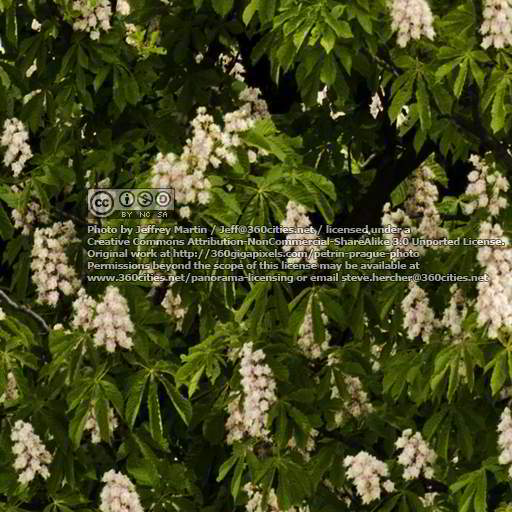 cc BY NC SA
Photo by Jeffrey Martin / Jeff@360cities.net/ licensed under a
Creative Commons Attribution-NonCommercial-ShareAlike 3.0 Unported License.
Original work at:http://360gigapixels.com/petrin-prague-photo
Permissions beyond the scope of this license may be available at
www.360cities.net/panorama-licensing or email steve.hercher@360cities.net